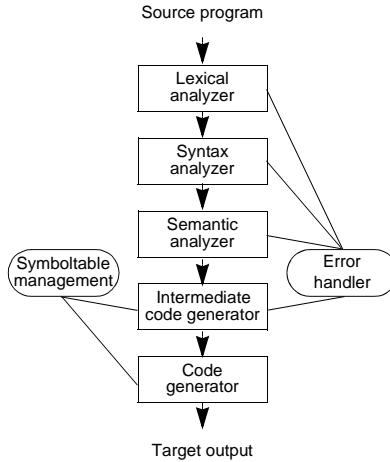 Source program
Lexical
analyzer
Syntax
analyzer
Semantic
analyzer
Symboltable
management
Error
handler
Intermediate
code generator
Code
generator
Target output